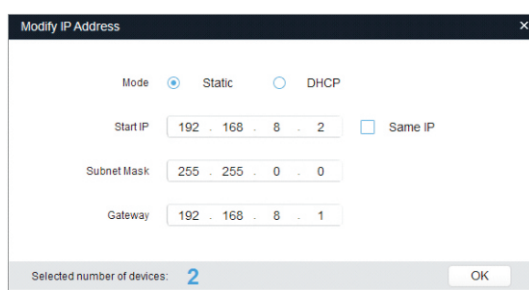 Modify IP Address ×
Mode Static DHCP
Start IP 192 . 168 . 8 . 2 Same IP
Subnet Mask 255 . 255 . 0 . 0
Gateway 192 . 168 . 8 . 1
Selected number of devices: 2 OK